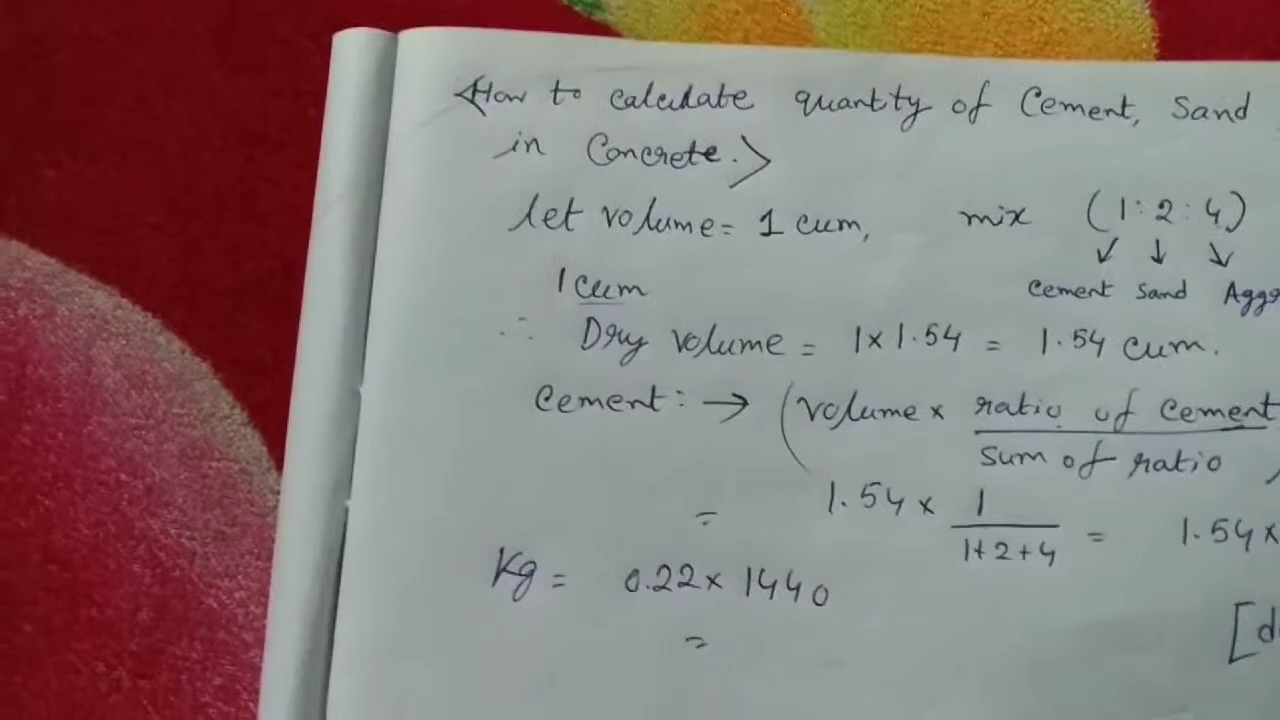 <How to calculate quantity of Cement, Sand
in Concrete.>
let volume = 1 cum, mix (1:2:4)
↓ ↓ ↓
1 cum
Cement Sand Aggr
∴ Dry volume = 1 x 1.54 = 1.54 cum.
Cement: → (volume x ratio of Cement
sum of ratio
= 1.54 x 1
1+2+4 = 1.54 x
Kg = 0.22 x 1440
[d
=